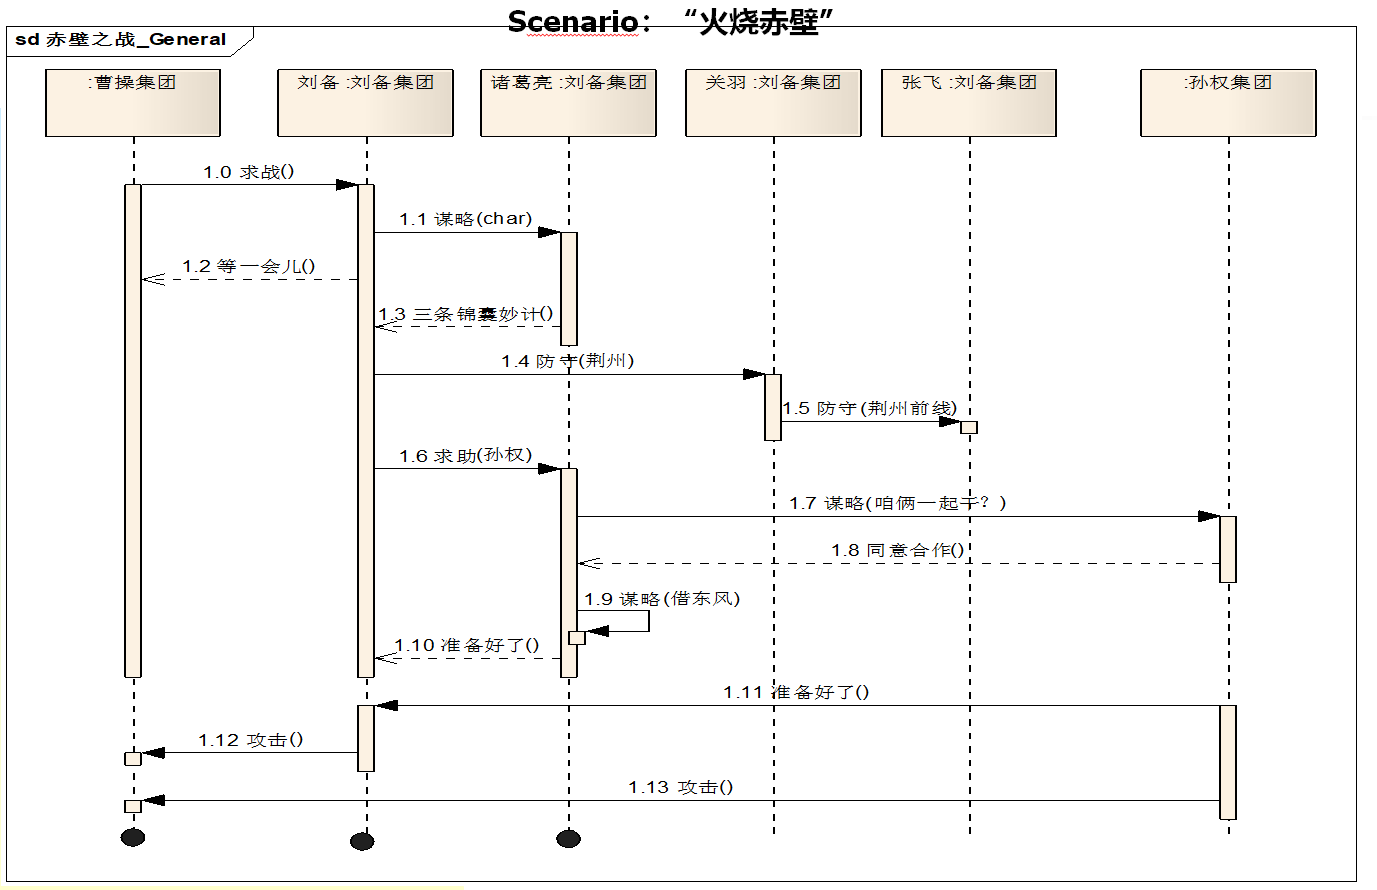 Scenario：“火烧赤壁”
sd 赤壁之战_General
:曹操集团
刘备 :刘备集团
诸葛亮 :刘备集团
关羽 :刘备集团
张飞 :刘备集团
:孙权集团
1.0 求战()
1.1 谋略(char)
1.2 等一会儿()
1.3 三条锦囊妙计()
1.4 防守(荆州)
1.5 防守(荆州前线)
1.6 求助(孙权)
1.7 谋略(咱俩一起干？)
1.8 同意合作()
1.9 谋略(借东风)
1.10 准备好了()
1.11 准备好了()
1.12 攻击()
1.13 攻击()